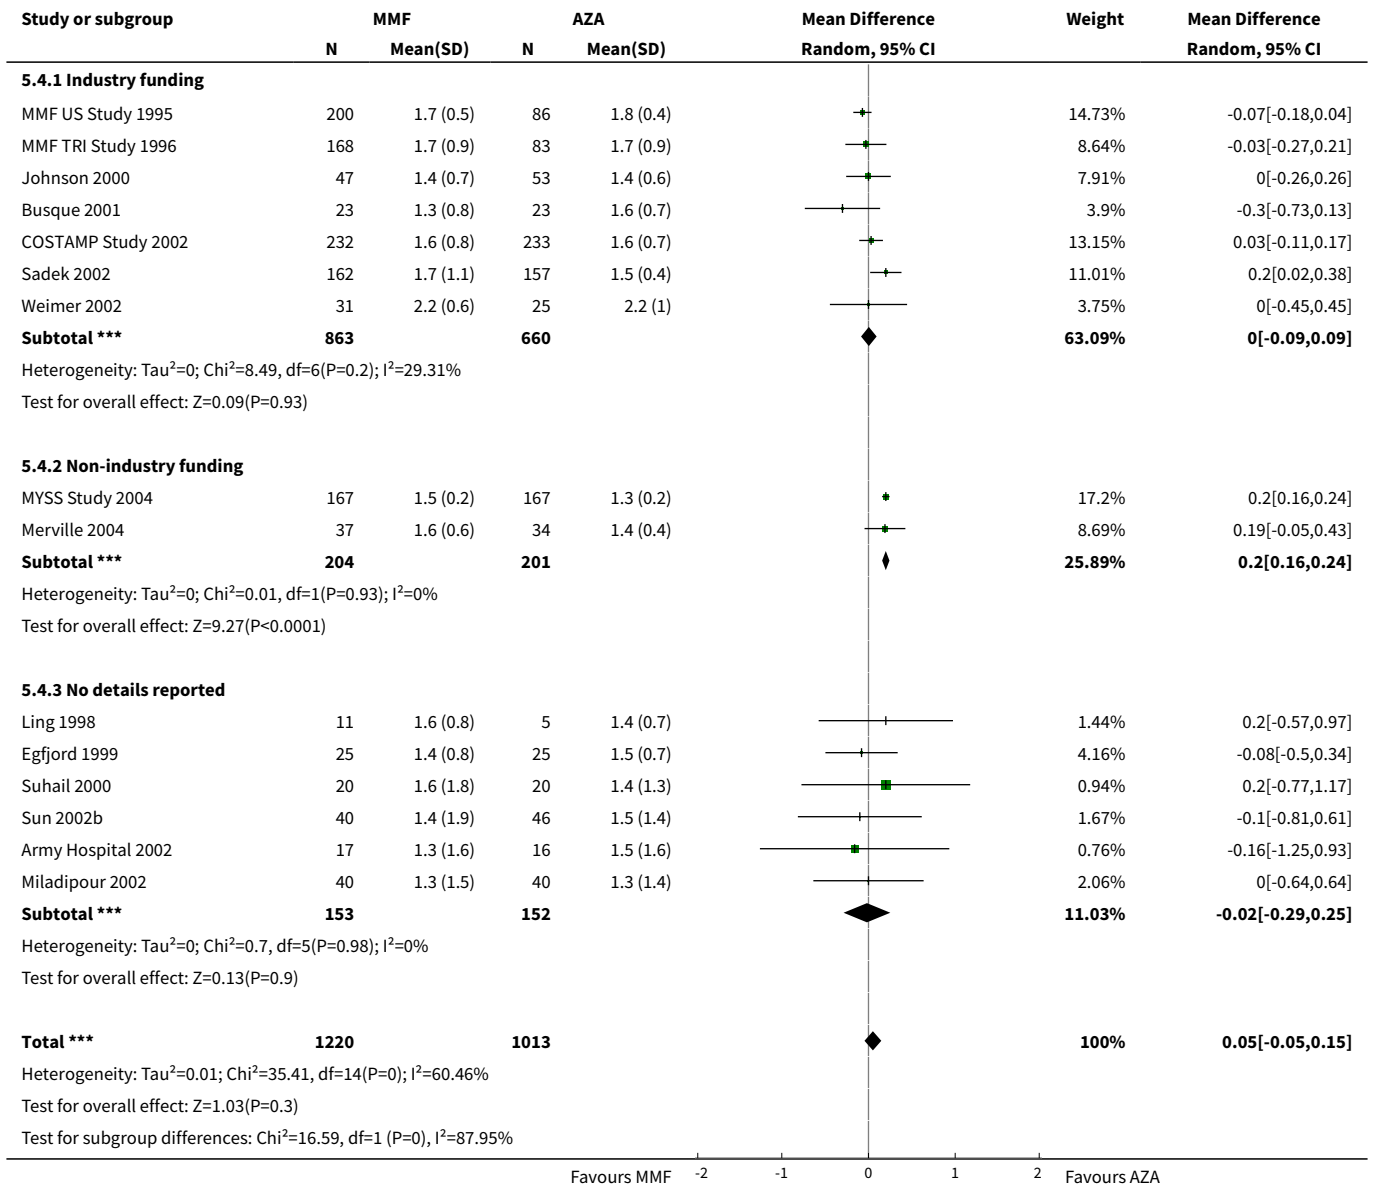 Study or subgroup MMF AZA Mean Difference Weight Mean Difference
N Mean(SD) N Mean(SD) Random, 95% CI Random, 95% CI
5.4.1 Industry funding
MMF US Study 1995 200 1.7 (0.5) 86 1.8 (0.4) 14.73% -0.07[-0.18,0.04]
MMF TRI Study 1996 168 1.7 (0.9) 83 1.7 (0.9) 8.64% -0.03[-0.27,0.21]
Johnson 2000 47 1.4 (0.7) 53 1.4 (0.6) 7.91% 0[-0.26,0.26]
Busque 2001 23 1.3 (0.8) 23 1.6 (0.7) 3.9% -0.3[-0.73,0.13]
COSTAMP Study 2002 232 1.6 (0.8) 233 1.6 (0.7) 13.15% 0.03[-0.11,0.17]
Sadek 2002 162 1.7 (1.1) 157 1.5 (0.4) 11.01% 0.2[0.02,0.38]
Weimer 2002 31 2.2 (0.6) 25 2.2 (1) 3.75% 0[-0.45,0.45]
Subtotal *** 863 660 63.09% 0[-0.09,0.09]
Heterogeneity: Tau²=0; Chi²=8.49, df=6(P=0.2); I²=29.31%
Test for overall effect: Z=0.09(P=0.93)
5.4.2 Non-industry funding
MYSS Study 2004 167 1.5 (0.2) 167 1.3 (0.2) 17.2% 0.2[0.16,0.24]
Merville 2004 37 1.6 (0.6) 34 1.4 (0.4) 8.69% 0.19[-0.05,0.43]
Subtotal *** 204 201 25.89% 0.2[0.16,0.24]
Heterogeneity: Tau²=0; Chi²=0.01, df=1(P=0.93); I²=0%
Test for overall effect: Z=9.27(P<0.0001)
5.4.3 No details reported
Ling 1998 11 1.6 (0.8) 5 1.4 (0.7) 1.44% 0.2[-0.57,0.97]
Egfjord 1999 25 1.4 (0.8) 25 1.5 (0.7) 4.16% -0.08[-0.5,0.34]
Suhail 2000 20 1.6 (1.8) 20 1.4 (1.3) 0.94% 0.2[-0.77,1.17]
Sun 2002b 40 1.4 (1.9) 46 1.5 (1.4) 1.67% -0.1[-0.81,0.61]
Army Hospital 2002 17 1.3 (1.6) 16 1.5 (1.6) 0.76% -0.16[-1.25,0.93]
Miladipour 2002 40 1.3 (1.5) 40 1.3 (1.4) 2.06% 0[-0.64,0.64]
Subtotal *** 153 152 11.03% -0.02[-0.29,0.25]
Heterogeneity: Tau²=0; Chi²=0.7, df=5(P=0.98); I²=0%
Test for overall effect: Z=0.13(P=0.9)
Total *** 1220 1013 100% 0.05[-0.05,0.15]
Heterogeneity: Tau²=0.01; Chi²=35.41, df=14(P=0); I²=60.46%
Test for overall effect: Z=1.03(P=0.3)
Test for subgroup differences: Chi²=16.59, df=1 (P=0), I²=87.95%
Favours MMF -2 -1 0 1 2 Favours AZA